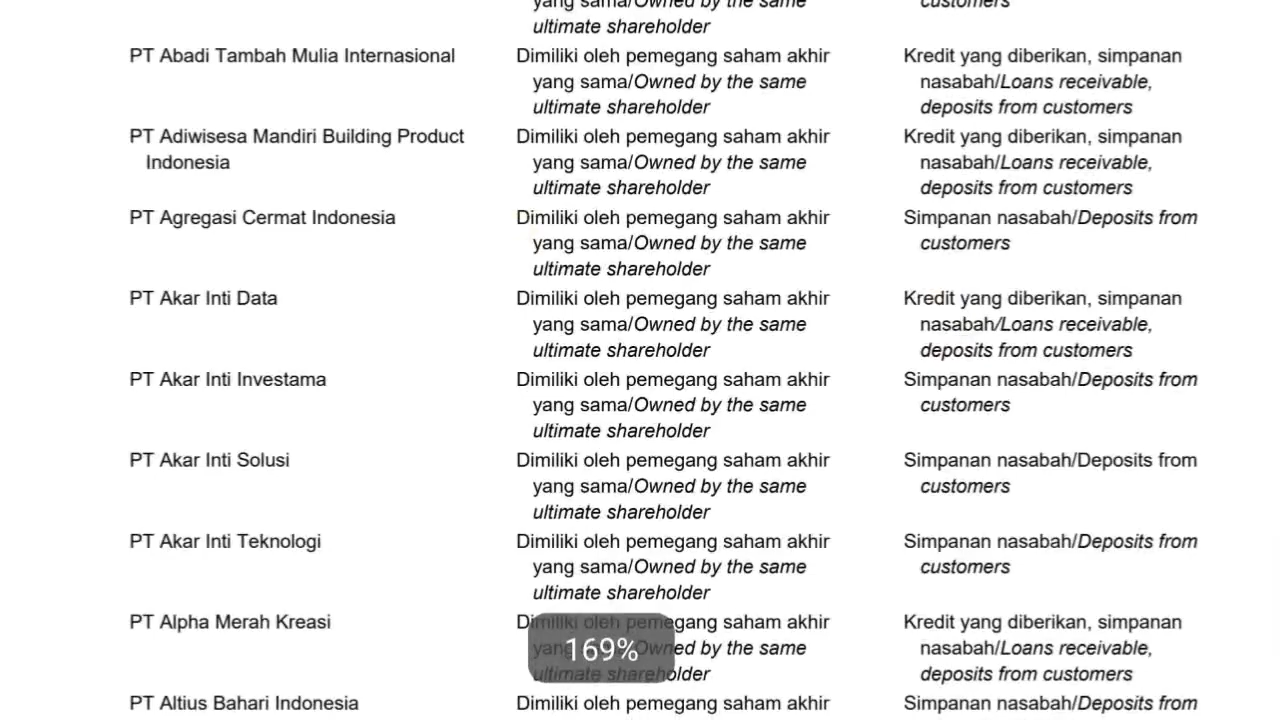 yang sama/Owned by the same customers
ultimate shareholder
PT Abadi Tambah Mulia Internasional Dimiliki oleh pemegang saham akhir Kredit yang diberikan, simpanan
yang sama/Owned by the same nasabah/Loans receivable,
ultimate shareholder deposits from customers
PT Adiwisesa Mandiri Building Product Dimiliki oleh pemegang saham akhir Kredit yang diberikan, simpanan
Indonesia yang sama/Owned by the same nasabah/Loans receivable,
ultimate shareholder deposits from customers
PT Agregasi Cermat Indonesia Dimiliki oleh pemegang saham akhir Simpanan nasabah/Deposits from
yang sama/Owned by the same customers
ultimate shareholder
PT Akar Inti Data Dimiliki oleh pemegang saham akhir Kredit yang diberikan, simpanan
yang sama/Owned by the same nasabah/Loans receivable,
ultimate shareholder deposits from customers
PT Akar Inti Investama Dimiliki oleh pemegang saham akhir Simpanan nasabah/Deposits from
yang sama/Owned by the same customers
ultimate shareholder
PT Akar Inti Solusi Dimiliki oleh pemegang saham akhir Simpanan nasabah/Deposits from
yang sama/Owned by the same customers
ultimate shareholder
PT Akar Inti Teknologi Dimiliki oleh pemegang saham akhir Simpanan nasabah/Deposits from
yang sama/Owned by the same customers
ultimate shareholder
PT Alpha Merah Kreasi Dimiliki oleh pemegang saham akhir Kredit yang diberikan, simpanan
yang sama/Owned by the same nasabah/Loans receivable,
169%
ultimate shareholder deposits from customers
PT Altius Bahari Indonesia Dimiliki oleh pemegang saham akhir Simpanan nasabah/Deposits from